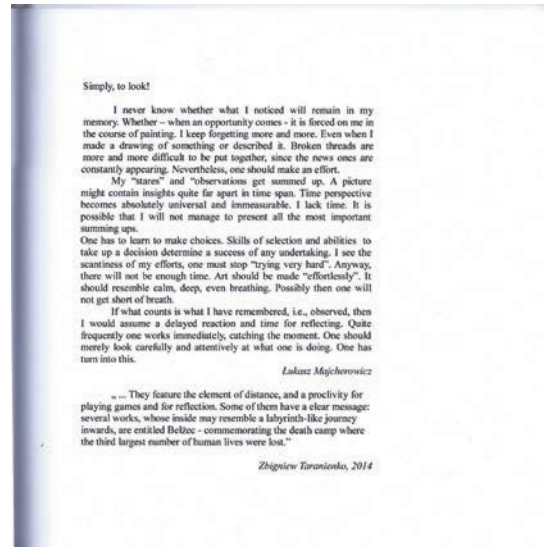 Simply, to look!
I never know whether what I noticed will remain in my
memory. Whether – when an opportunity comes - it is forced on me in
the course of painting. I keep forgetting more and more. Even when I
made a drawing of something or described it. Broken threads are
more and more difficult to be put together, since the news ones are
constantly appearing. Nevertheless, one should make an effort.
My "stares" and "observations get summed up. A picture
might contain insights quite far apart in time span. Time perspective
becomes absolutely universal and immeasurable. I lack time. It is
possible that I will not manage to present all the most important
summing ups.
One has to learn to make choices. Skills of selection and abilities to
take up a decision determine a success of any undertaking. I see the
scantiness of my efforts, one must stop "trying very hard". Anyway,
there will not be enough time. Art should be made "effortlessly". It
should resemble calm, deep, even breathing. Possibly then one will
not get short of breath.
If what counts is what I have remembered, i.e., observed, then
I would assume a delayed reaction and time for reflecting. Quite
frequently one works immediately, catching the moment. One should
merely look carefully and attentively at what one is doing. One has
turn into this.
Łukasz Majcherowicz
„ ... They feature the element of distance, and a proclivity for
playing games and for reflection. Some of them have a clear message:
several works, whose inside may resemble a labyrinth-like journey
inwards, are entitled Bełżec - commemorating the death camp where
the third largest number of human lives were lost."
Zbigniew Taranienko, 2014